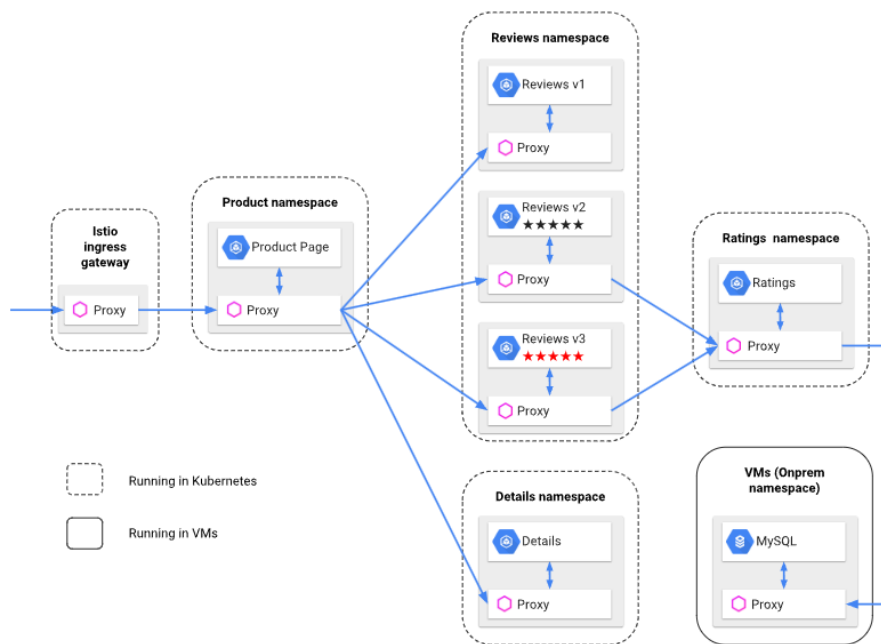 Reviews namespace
Reviews v1
Proxy
Product namespace
Reviews v2
Istio
ingress
gateway
Product Page
Ratings namespace
Proxy
Ratings
Proxy
Proxy
Reviews v3
Proxy
Proxy
Running in Kubernetes
Details namespace
VMs (Onprem
namespace)
Running in VMs
Details
MySQL
Proxy
Proxy